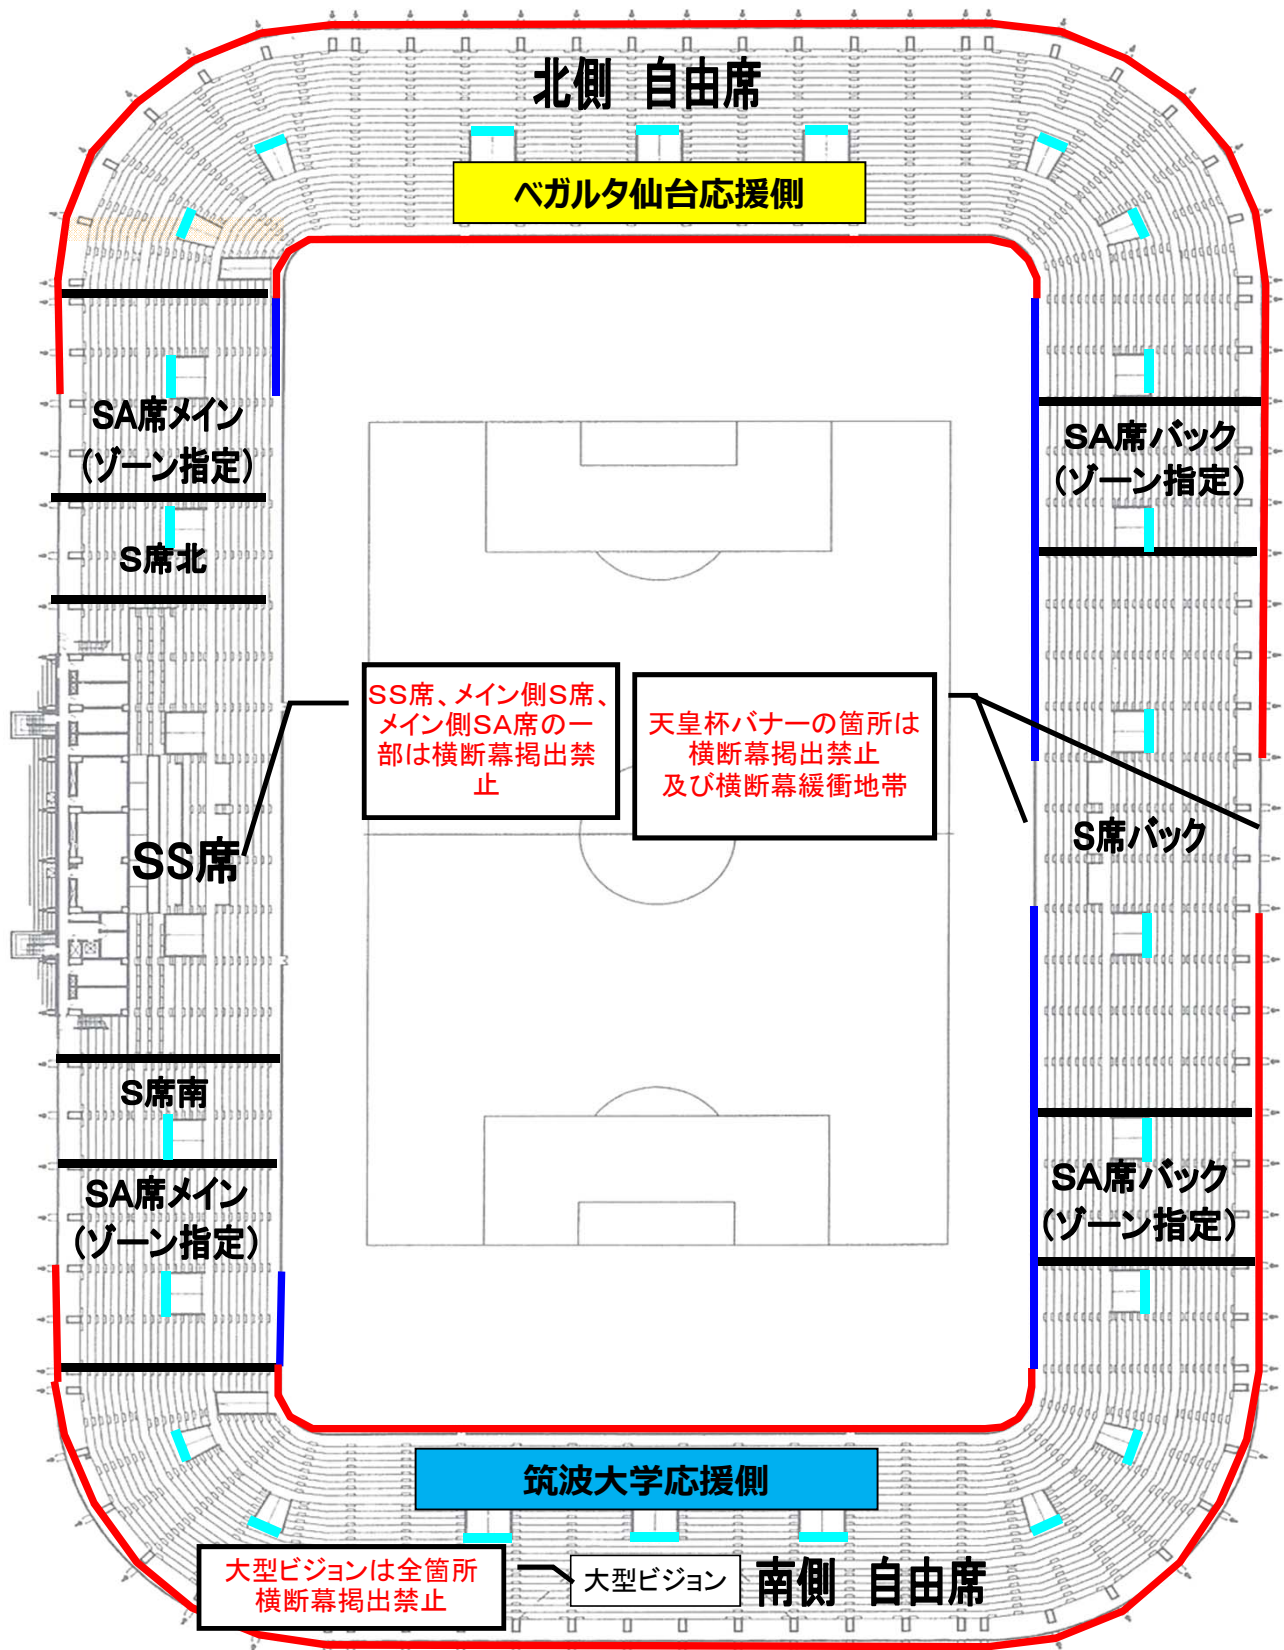 北側 自由席
ベガルタ仙台応援側
SA席メイン
(ゾーン指定)
SA席バック
(ゾーン指定)
S席北
SS席、メイン側S席、
メイン側SA席の一
部は横断幕掲出禁
止
天皇杯バナーの箇所は
横断幕掲出禁止
及び横断幕緩衝地帯
SS席
S席バック
S席南
SA席メイン
(ゾーン指定)
SA席バック
(ゾーン指定)
筑波大学応援側
大型ビジョンは全箇所
横断幕掲出禁止
大型ビジョン
南側 自由席